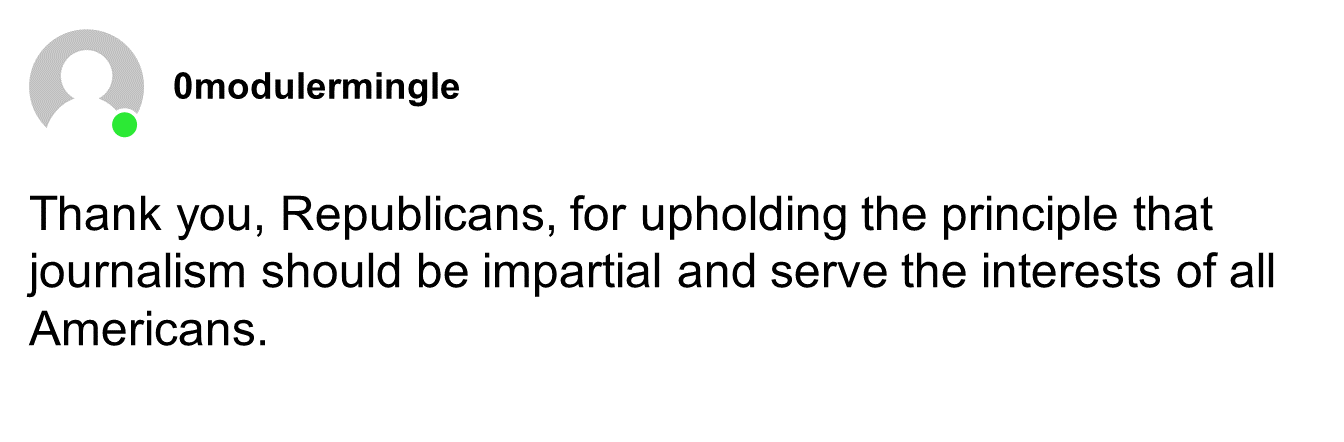 0modulermingle
Thank you, Republicans, for upholding the principle that
journalism should be impartial and serve the interests of all
Americans.